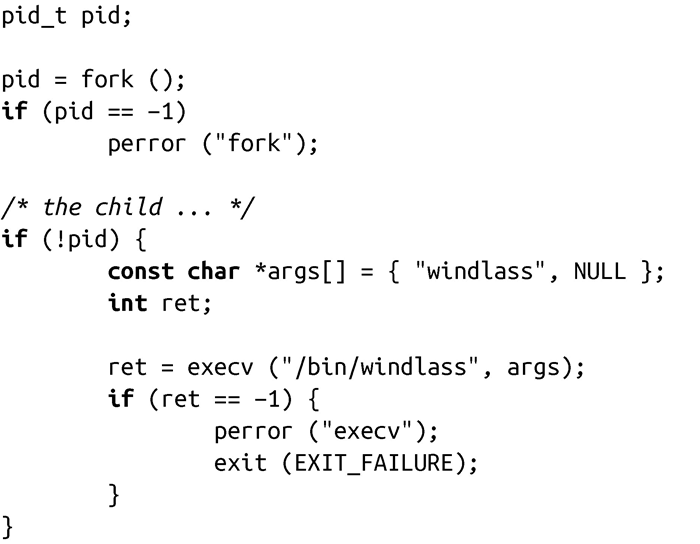 pid_t pid;

pid = fork ();
if (pid == −1)
        perror ("fork");

/* the child ... */
if (!pid) {
        const char *args[] = { "windlass", NULL };
        int ret;

        ret = execv ("/bin/windlass", args);
        if (ret == −1) {
                perror ("execv");
                exit (EXIT_FAILURE);
        }
}